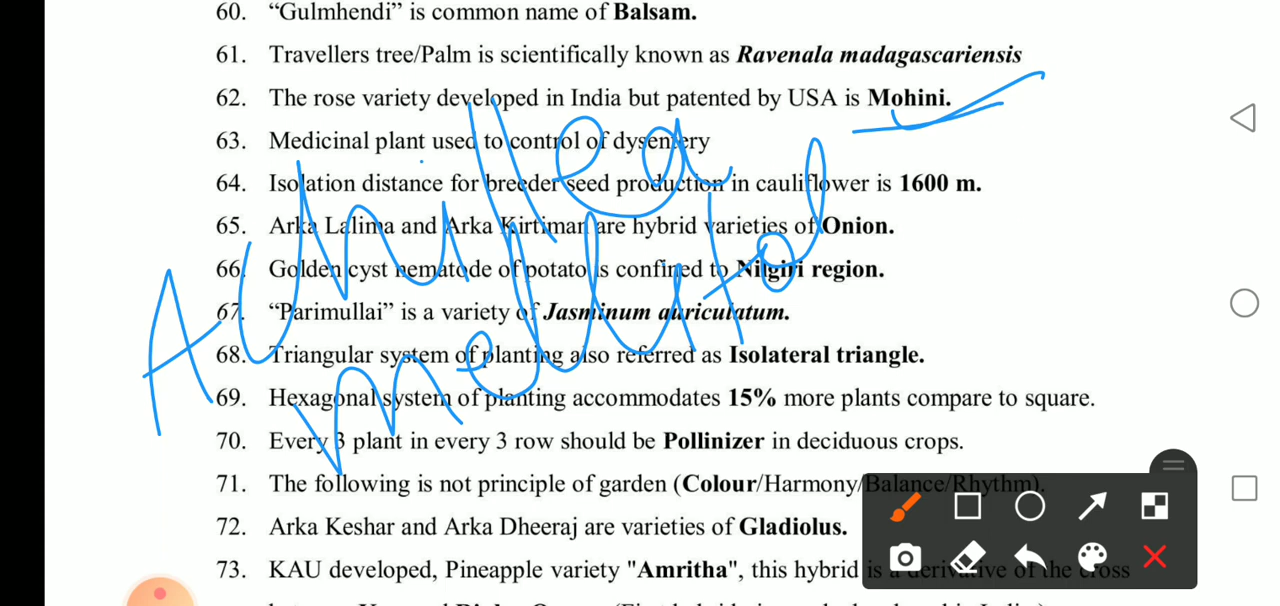 60. “Gulmhendi” is common name of Balsam.
61. Travellers tree/Palm is scientifically known as Ravenala madagascariensis
62. The rose variety developed in India but patented by USA is Mohini.
63. Medicinal plant used to control of dysentery
64. Isolation distance for breeder seed production in cauliflower is 1600 m.
65. Arka Lalima and Arka Kirtiman are hybrid varieties of Onion.
66. Golden cyst nematode of potato is confined to Nilgiri region.
67. “Parimullai” is a variety of Jasminum auriculatum.
68. Triangular system of planting also referred as Isolateral triangle.
69. Hexagonal system of planting accommodates 15% more plants compare to square.
70. Every 3 plant in every 3 row should be Pollinizer in deciduous crops.
71. The following is not principle of garden (Colour/Harmony/Balance/Rhythm).
72. Arka Keshar and Arka Dheeraj are varieties of Gladiolus.
73. KAU developed, Pineapple variety "Amritha", this hybrid is a derivative of the cross
Achillea